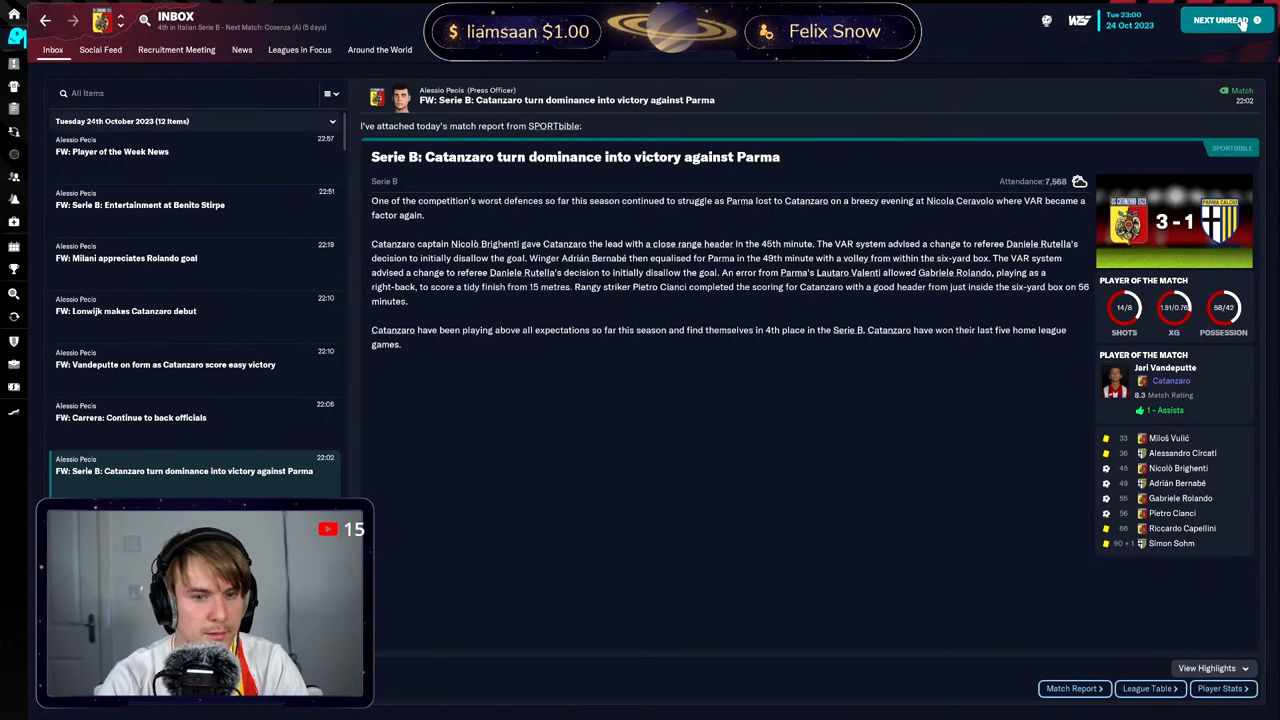 INBOX
4th in Italian Serie B - Next Match: Cosenza (A) (5 days)
$ liamsaan $1.00
Felix Snow
Tue 23:00
24 Oct 2023
NEXT UNREAD
Inbox
Social Feed
Recruitment Meeting
News
Leagues in Focus
Around the World
All Items
Tuesday 24th October 2023 (12 Items)
Alessio Pecis
22:57
FW: Player of the Week News
Alessio Pecis
22:51
FW: Serie B: Entertainment at Benito Stirpe
Alessio Pecis
22:19
FW: Milani appreciates Rolando goal
Alessio Pecis
22:10
FW: Lonwijk makes Catanzaro debut
Alessio Pecis
22:10
FW: Vandeputte on form as Catanzaro score easy victory
Alessio Pecis
22:06
FW: Carrera: Continue to back officials
Alessio Pecis
22:02
FW: Serie B: Catanzaro turn dominance into victory against Parma
15
Alessio Pecis (Press Officer)
FW: Serie B: Catanzaro turn dominance into victory against Parma
Match
22:02
I've attached today's match report from SPORTbible:
SPORTBIBLE
Serie B: Catanzaro turn dominance into victory against Parma
Serie B
Attendance: 7,568
One of the competition's worst defences so far this season continued to struggle as Parma lost to Catanzaro on a breezy evening at Nicola Ceravolo where VAR became a
factor again.
Catanzaro captain Nicolò Brighenti gave Catanzaro the lead with a close range header in the 45th minute. The VAR system advised a change to referee Daniele Rutella's
decision to initially disallow the goal. Winger Adrián Bernabé then equalised for Parma in the 49th minute with a volley from within the six-yard box. The VAR system
advised a change to referee Daniele Rutella's decision to initially disallow the goal. An error from Parma's Lautaro Valenti allowed Gabriele Rolando, playing as a
right-back, to score a tidy finish from 15 metres. Rangy striker Pietro Cianci completed the scoring for Catanzaro with a good header from just inside the six-yard box on 56
minutes.
Catanzaro have been playing above all expectations so far this season and find themselves in 4th place in the Serie B. Catanzaro have won their last five home league
games.
3 - 1
PLAYER OF THE MATCH
14/8
1.91/0.76
58/42
SHOTS
XG
POSSESSION
PLAYER OF THE MATCH
Jari Vandeputte
Catanzaro
8.3 Match Rating
1 - Assists
33 Miloš Vulić
36 Alessandro Circati
45 Nicolò Brighenti
49 Adrián Bernabé
55 Gabriele Rolando
56 Pietro Cianci
66 Riccardo Capellini
90 + 1 Simon Sohm
View Highlights
Match Report
League Table
Player Stats